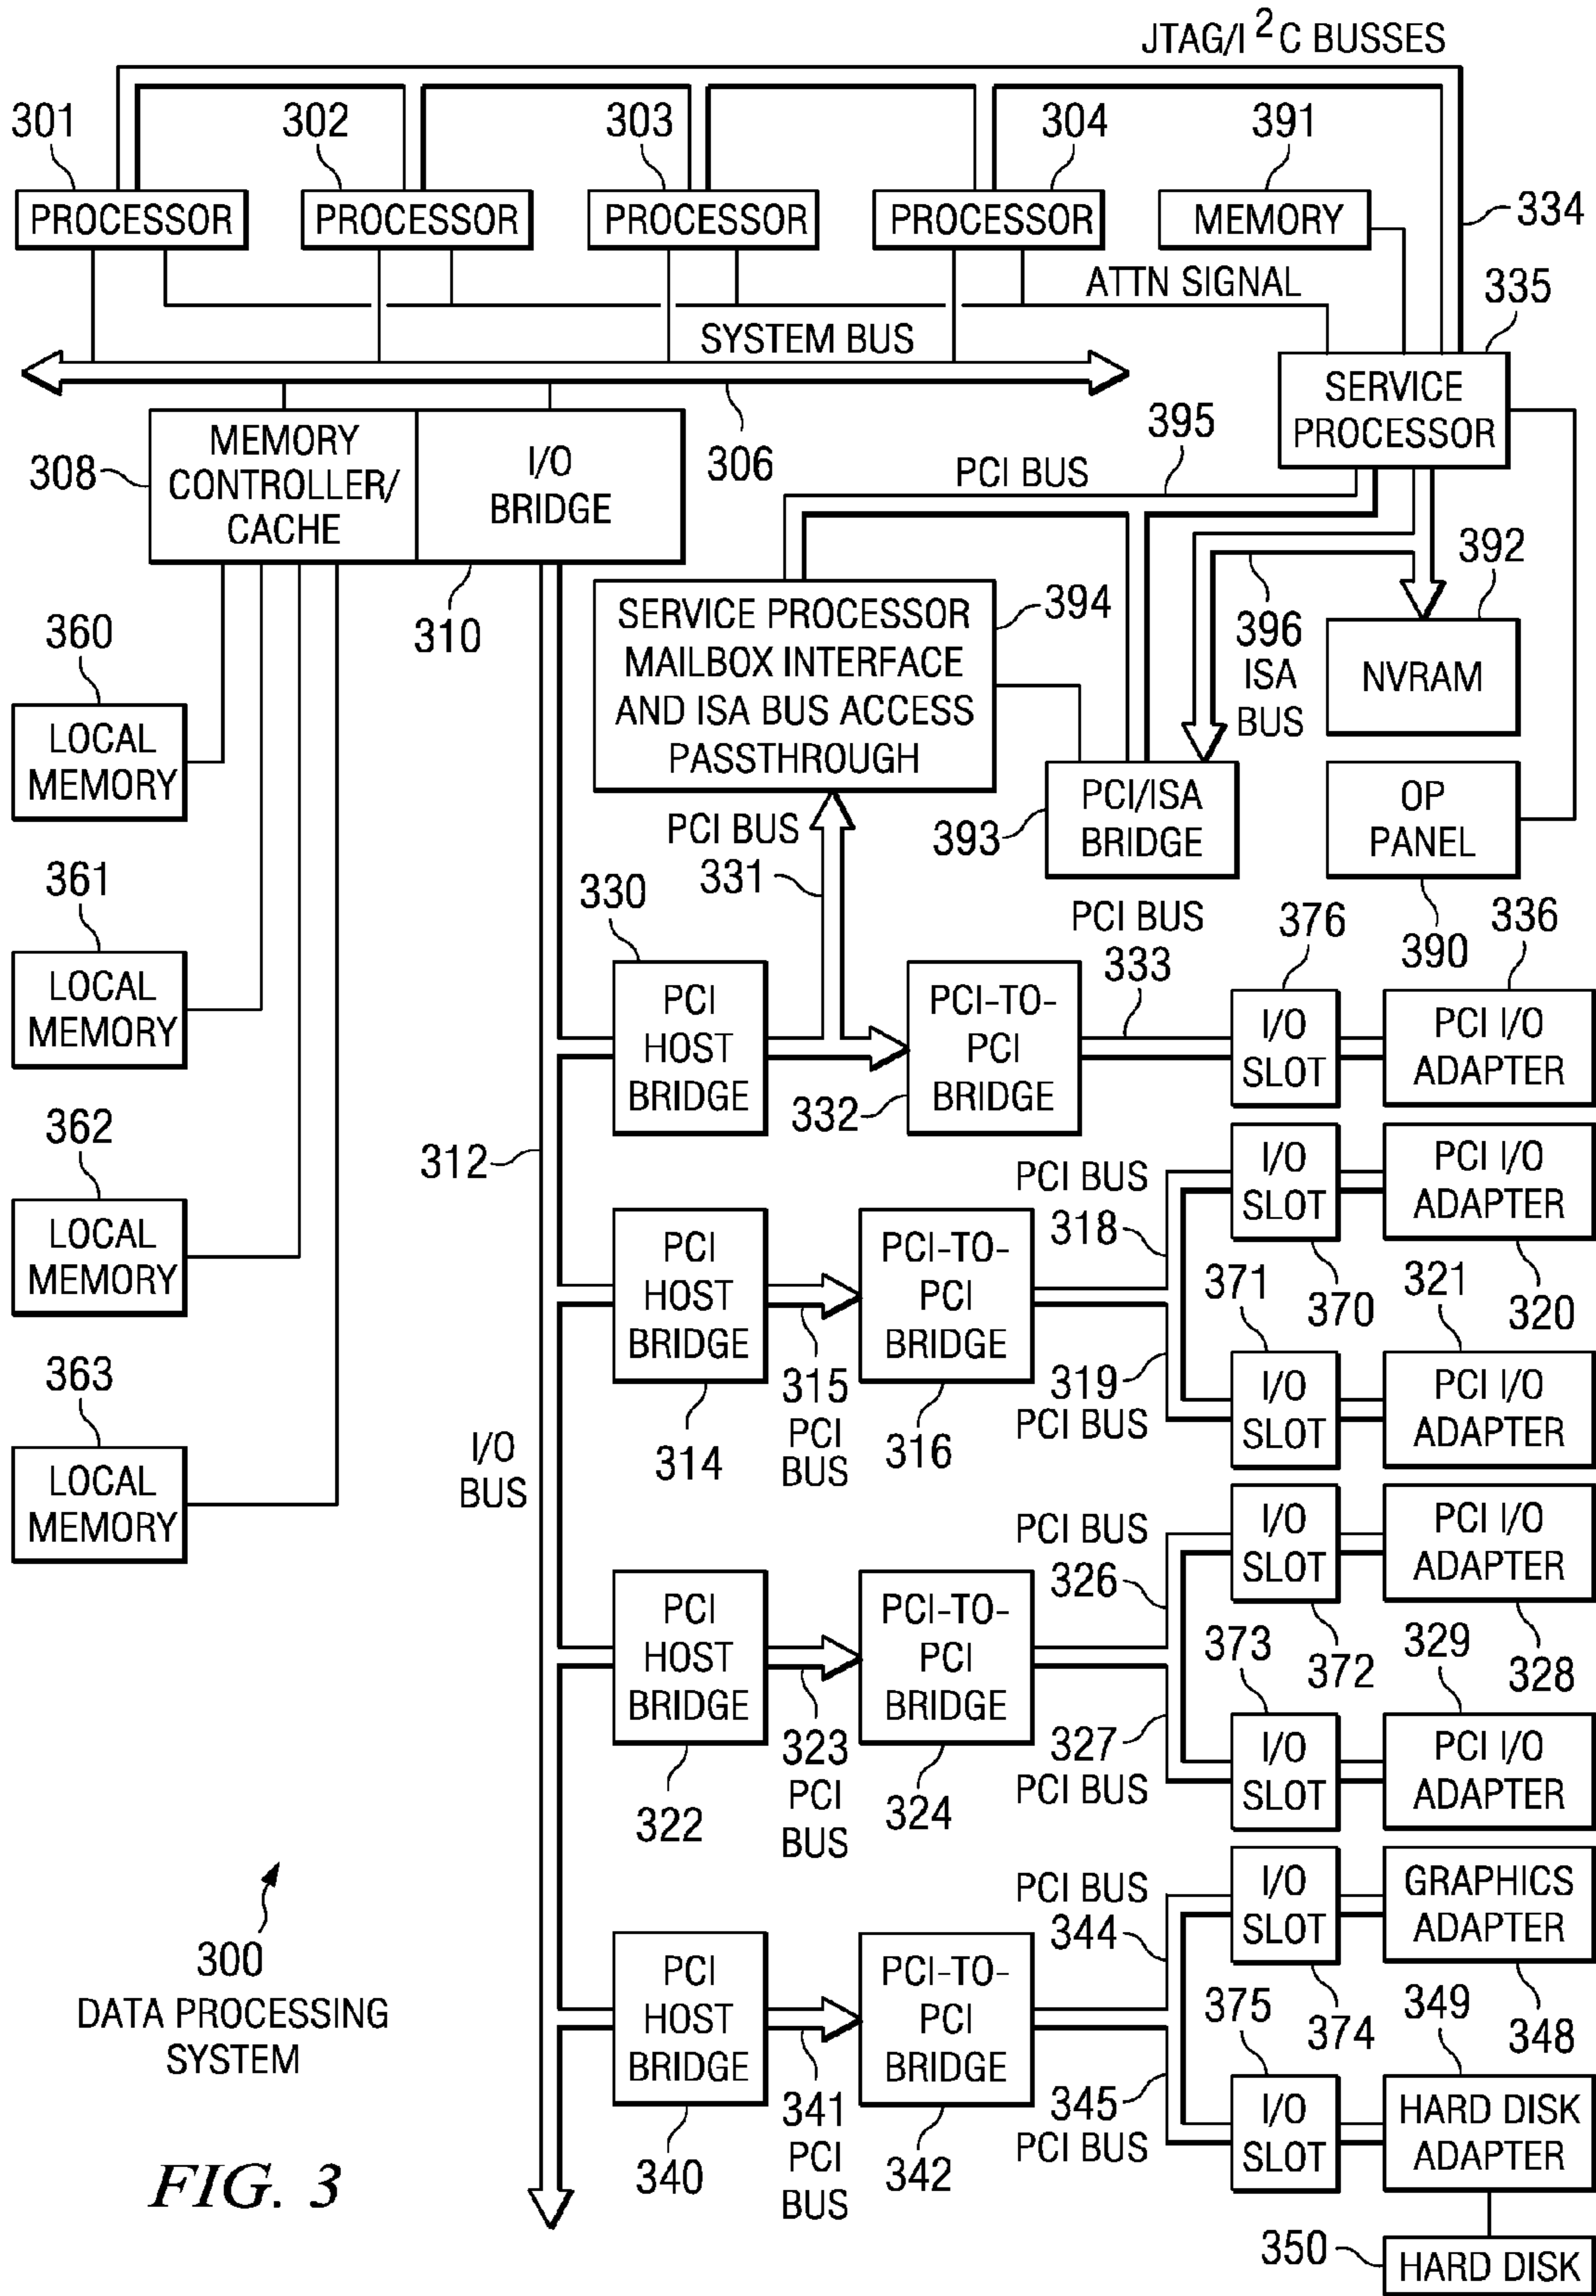 JTAG/I 2 C BUSSES
301
302
303
304
391
PROCESSOR
PROCESSOR
PROCESSOR
PROCESSOR
MEMORY
334
ATTN SIGNAL
335
SYSTEM BUS
SERVICE
PROCESSOR
395
308
MEMORY
CONTROLLER/
CACHE
I/O
BRIDGE
306
PCI BUS
392
310
SERVICE PROCESSOR
MAILBOX INTERFACE
AND ISA BUS ACCESS
PASSTHROUGH
394
396
ISA
BUS
NVRAM
360
LOCAL
MEMORY
PCI BUS
331
393
PCI/ISA
BRIDGE
OP
PANEL
390
361
LOCAL
MEMORY
330
PCI
HOST
BRIDGE
PCI-TO-
PCI
BRIDGE
332
PCI BUS
333
376
336
I/O
SLOT
PCI I/O
ADAPTER
362
LOCAL
MEMORY
312
PCI BUS
318
I/O
SLOT
PCI I/O
ADAPTER
PCI
HOST
BRIDGE
PCI-TO-
PCI
BRIDGE
371
370
321
320
363
LOCAL
MEMORY
314
315
PCI
BUS
316
319
PCI BUS
I/O
SLOT
PCI I/O
ADAPTER
I/O
BUS
PCI BUS
326
I/O
SLOT
PCI I/O
ADAPTER
PCI
HOST
BRIDGE
PCI-TO-
PCI
BRIDGE
373
372
329
328
322
323
PCI
BUS
324
327
PCI BUS
I/O
SLOT
PCI I/O
ADAPTER
300
DATA PROCESSING
SYSTEM
PCI BUS
344
I/O
SLOT
GRAPHICS
ADAPTER
PCI
HOST
BRIDGE
PCI-TO-
PCI
BRIDGE
375
374
349
348
340
341
PCI
BUS
342
345
PCI BUS
I/O
SLOT
HARD DISK
ADAPTER
FIG. 3
350
HARD DISK